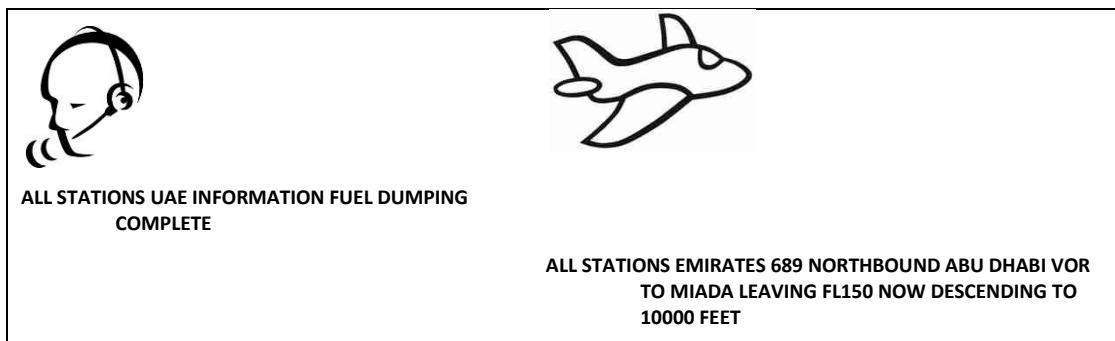 ALL STATIONS UAE INFORMATION FUEL DUMPING
COMPLETE
ALL STATIONS EMIRATES 689 NORTHBOUND ABU DHABI VOR
TO MIADA LEAVING FL150 NOW DESCENDING TO
10000 FEET